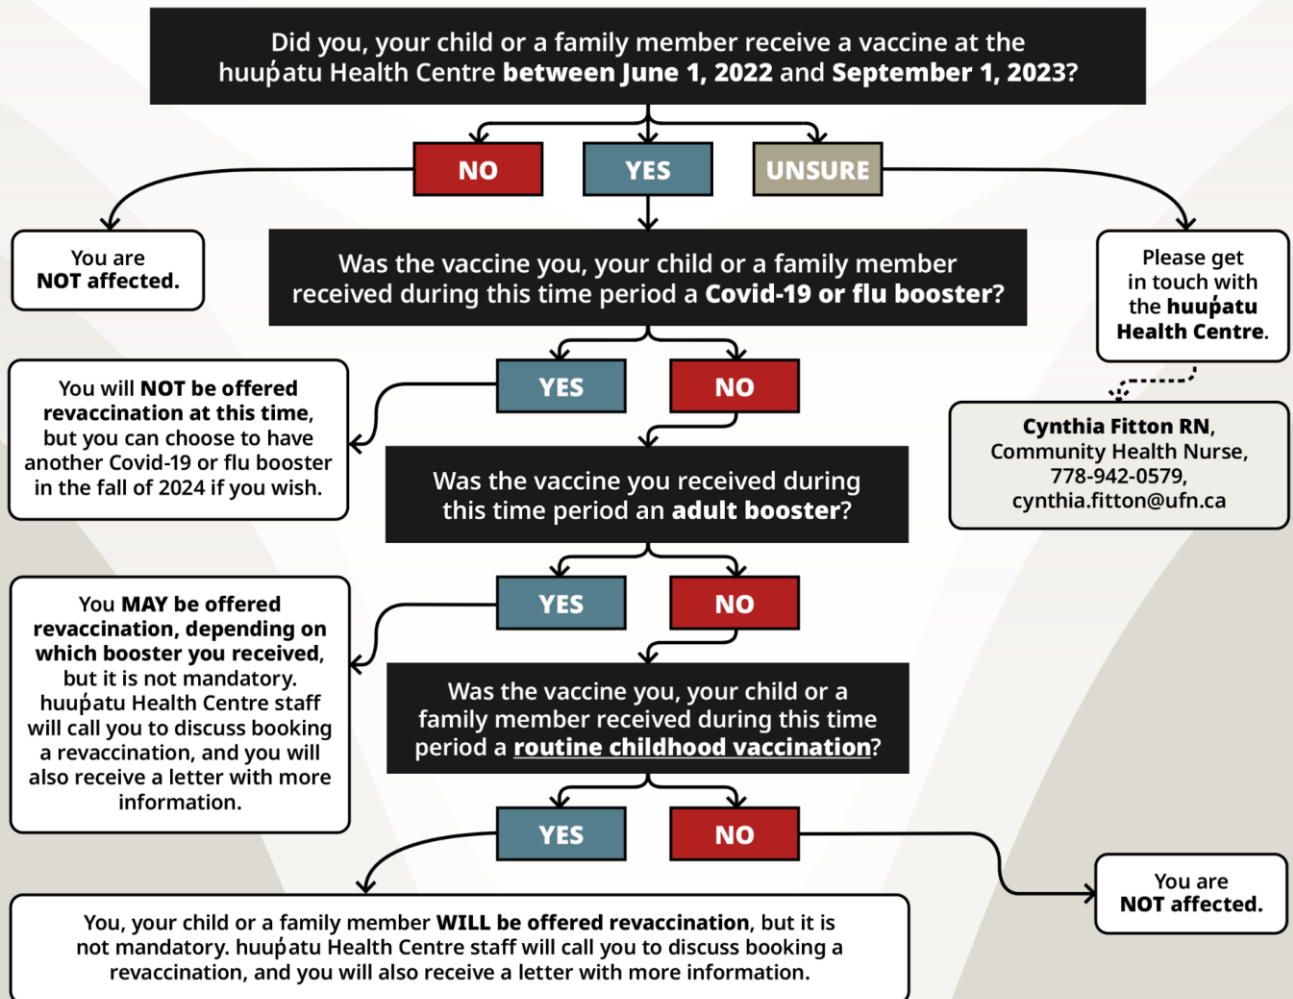 Did you, your child or a family member receive a vaccine at the
huup̓atu Health Centre between June 1, 2022 and September 1, 2023?
NO
YES
UNSURE
You are
NOT affected.
Was the vaccine you, your child or a family member
received during this time period a Covid-19 or flu booster?
Please get
in touch with
the huup̓atu
Health Centre.
YES
NO
You will NOT be offered
revaccination at this time,
but you can choose to have
another Covid-19 or flu booster
in the fall of 2024 if you wish.
Cynthia Fitton RN,
Community Health Nurse,
778-942-0579,
cynthia.fitton@ufn.ca
Was the vaccine you received during
this time period an adult booster?
YES
NO
You MAY be offered
revaccination, depending on
which booster you received,
but it is not mandatory.
huup̓atu Health Centre staff
will call you to discuss booking
a revaccination, and you will
also receive a letter with more
information.
Was the vaccine you, your child or a
family member received during this time
period a routine childhood vaccination?
YES
NO
You are
NOT affected.
You, your child or a family member WILL be offered revaccination, but it is
not mandatory. huup̓atu Health Centre staff will call you to discuss booking a
revaccination, and you will also receive a letter with more information.